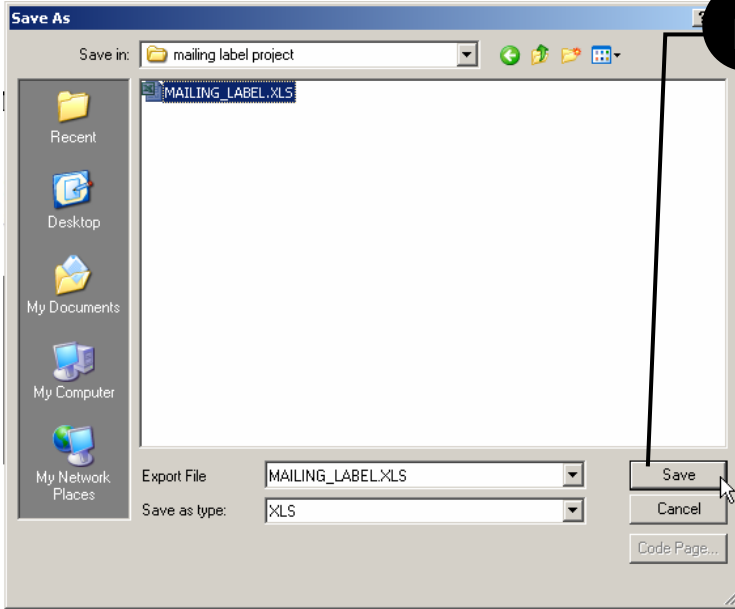 Save As
Save in: mailing label project
MAILING_LABEL.XLS
Recent
Desktop
My Documents
My Computer
My Network
Places
Export File MAILING_LABEL.XLS Save
Save as type: XLS Cancel
Code Page...